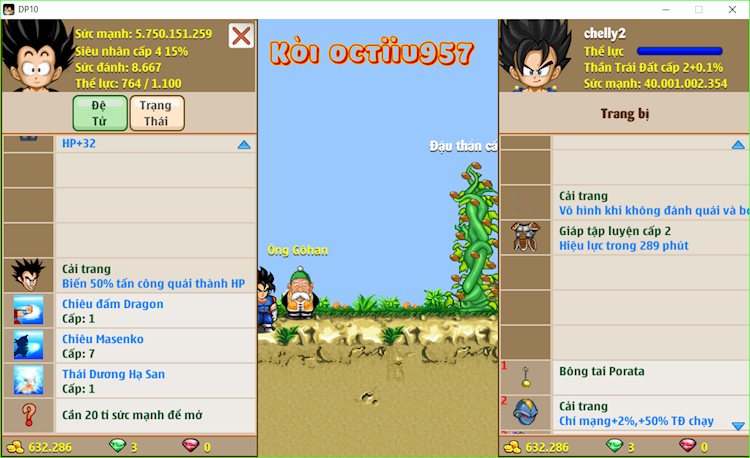 DP10
Sức mạnh: 5.750.151.259
Siêu nhân cấp 4 15%
Sức đánh: 8.667
Thể lực: 764 / 1.100
Đệ
Tử
Trạng
Thái
HP+32
Cải trang
Biến 50% tấn công quái thành HP
Chiêu đấm Dragon
Cấp: 1
Chiêu Masenko
Cấp: 7
Thái Dương Hạ San
Cấp: 1
Cần 20 tỉ sức mạnh để mở
632.286
3
0
Kòi octiiu957
Đậu thần cá
Ông Gôhan
chelly2
Thể lực
Thần Trái Đất cấp 2+0.1%
Sức mạnh: 40.001.002.354
Trang bị
Cải trang
Vô hình khi không đánh quái và bo
Giáp tập luyện cấp 2
Hiệu lực trong 289 phút
1
Bông tai Porata
2
Cải trang
Chí mạng+2%,+50% TĐ chạy
632.286
3
0